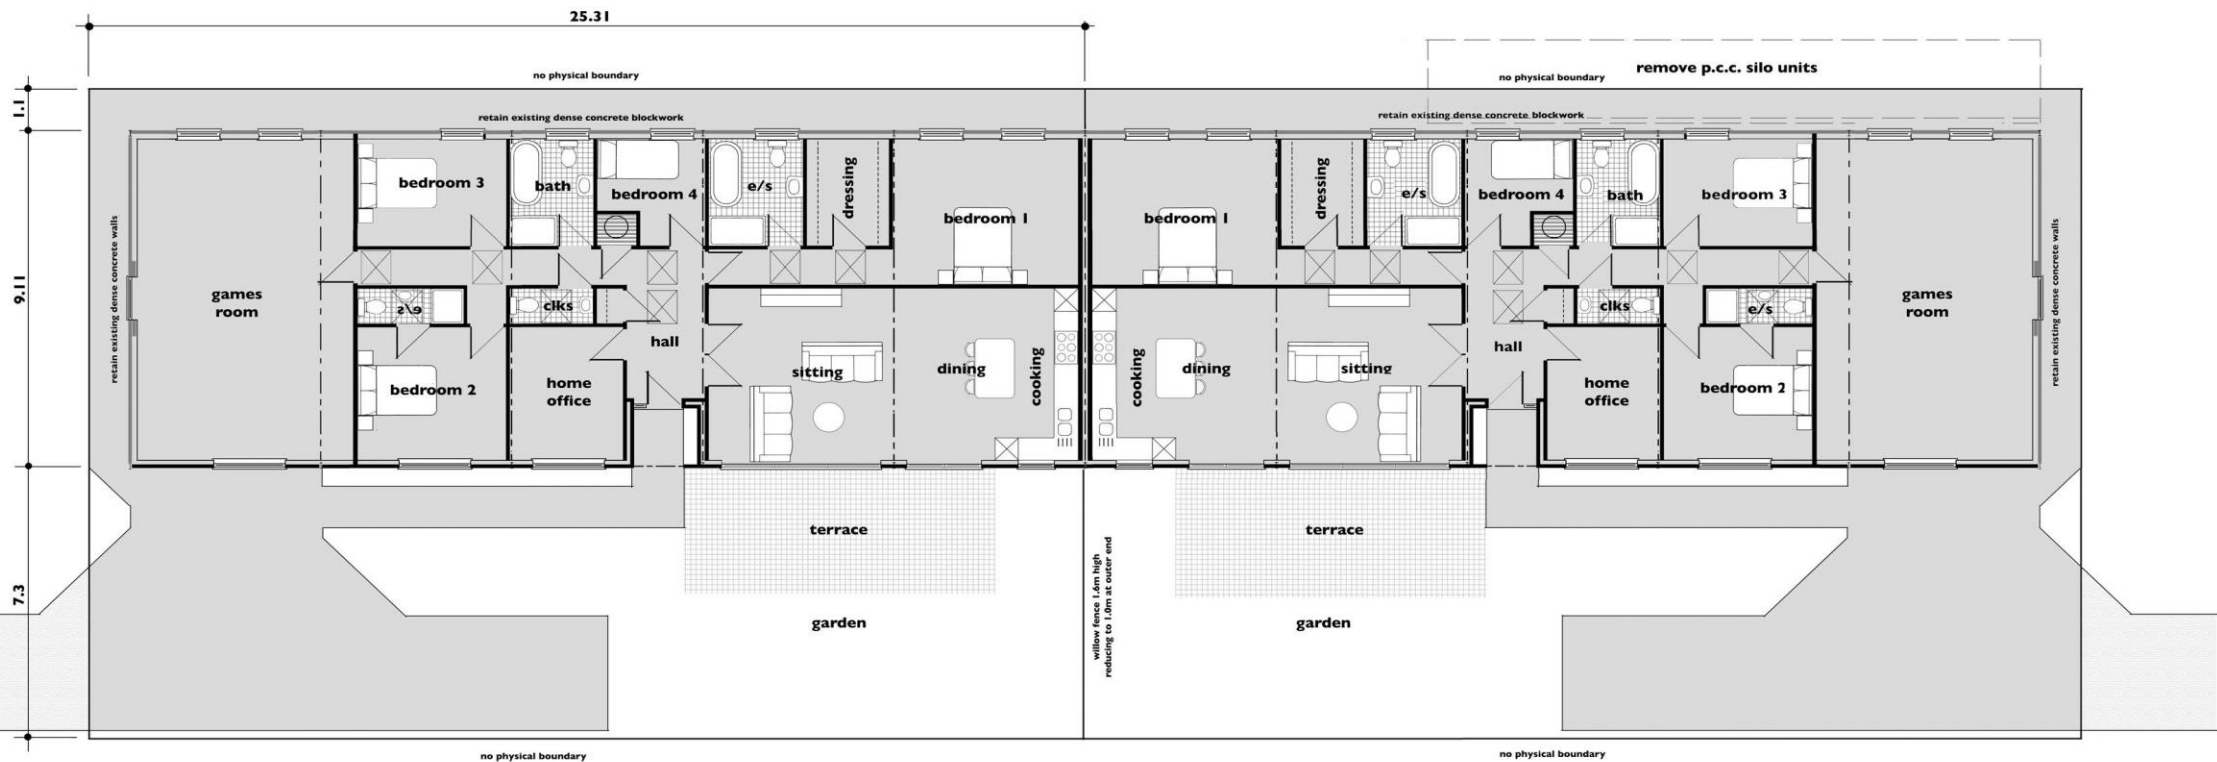 25.31
no physical boundary
no physical boundary
remove p.c.c. silo units
1.1
retain existing dense concrete blockwork
retain existing dense concrete blockwork
bedroom 3
bath
bedroom 4
e/s
dressing
bedroom 1
bedroom 1
dressing
e/s
bedroom 4
bath
bedroom 3
retain existing dense concrete walls
retain existing dense concrete walls
9.11
games
room
e/s
clks
clks
e/s
games
room
hall
hall
sitting
dining
cooking
cooking
dining
sitting
bedroom 2
home
office
home
office
bedroom 2
terrace
terrace
7.3
willow fence 1.6m high
reducing to 1.0m at outer end
garden
garden
no physical boundary
no physical boundary